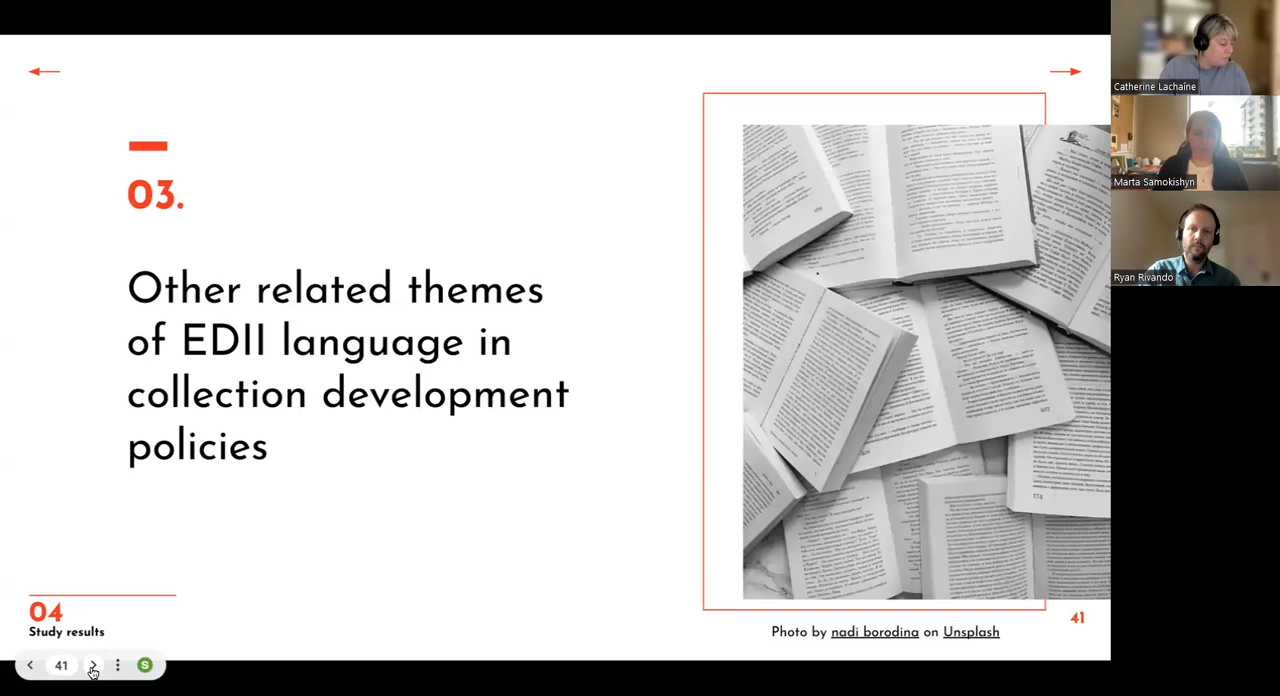 03.
Other related themes
of EDII language in
collection development
policies
04
Study results
Photo by nadi borodina on Unsplash
41
41
S
Catherine Lachaîne
Marta Samokishyn
Ryan Rivando